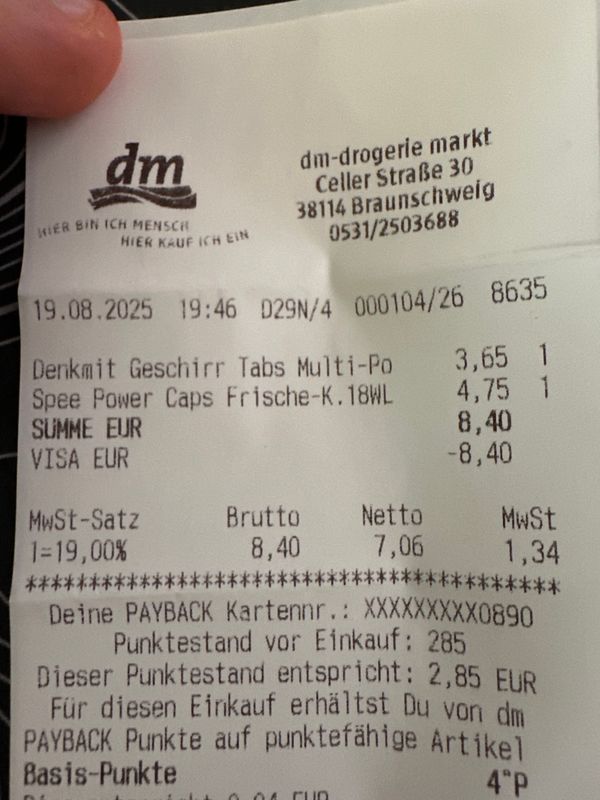 dm
HIER BIN ICH MENSCH
HIER KAUF ICH EIN
dm-drogerie markt
Celler Straße 30
38114 Braunschweig
0531/2503688
19.08.2025 19:46 D29N/4 000104/26 8635
Denkmit Geschirr Tabs Multi-Po 3,65 1
Spee Power Caps Frische-K.18WL 4,75 1
SUMME EUR 8,40
VISA EUR -8,40
MwSt-Satz Brutto Netto MwSt
1=19,00% 8,40 7,06 1,34
************************************************
Deine PAYBACK Kartennr.: XXXXXXXXX0890
Punktestand vor Einkauf: 285
Dieser Punktestand entspricht: 2,85 EUR
Für diesen Einkauf erhältst Du von dm
PAYBACK Punkte auf punktefähige Artikel
Basis-Punkte 4°P
entspricht 0,04 EUR